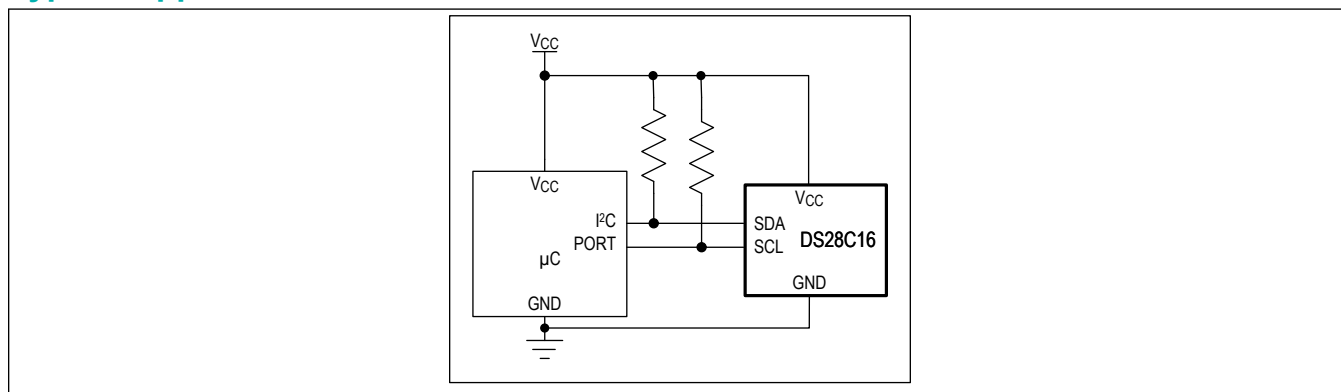 VCC
VCC
I²C
PORT
µC
GND
VCC
SDA
SCL
DS28C16
GND